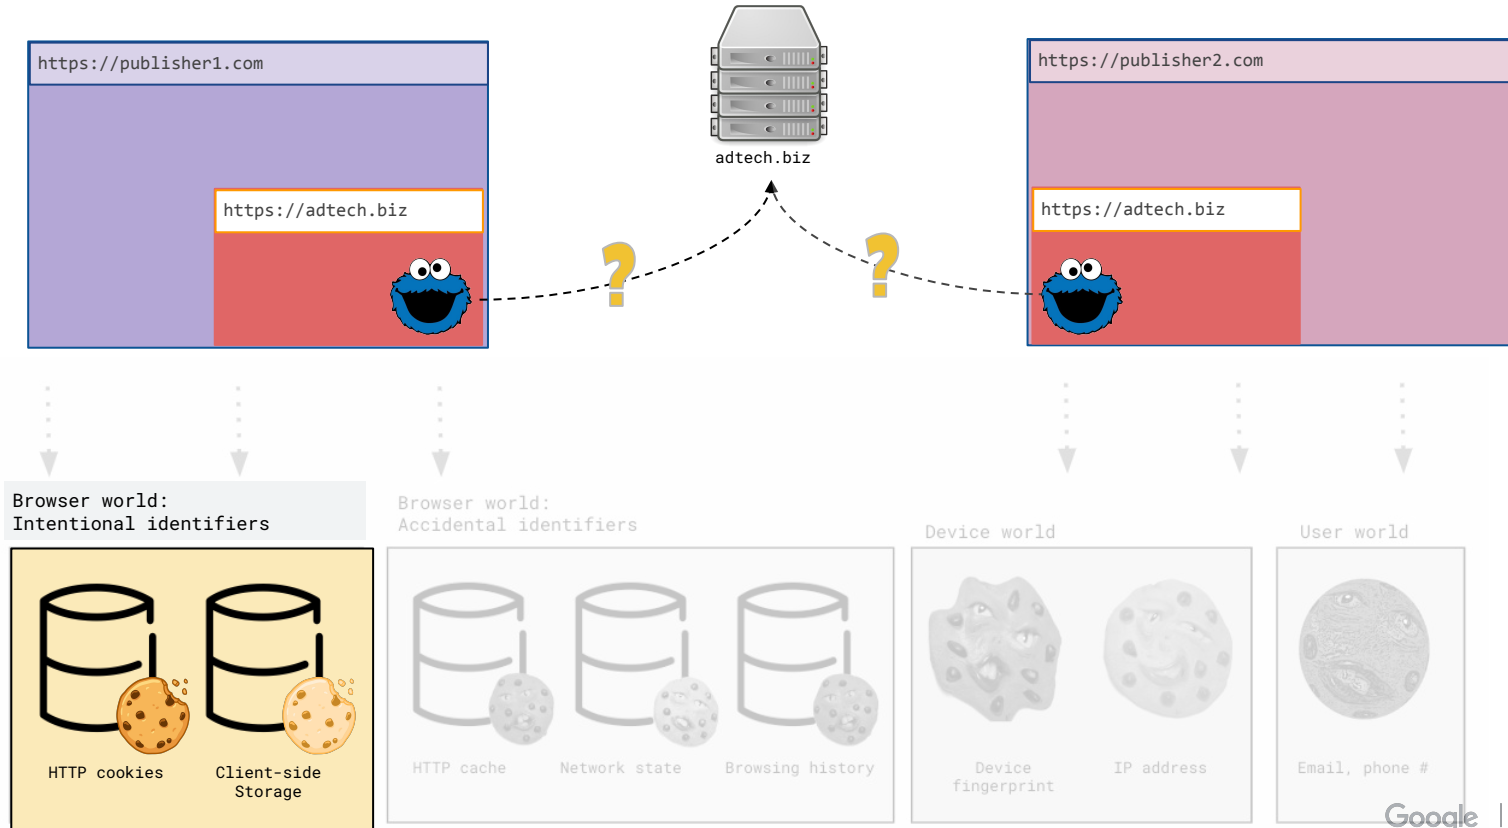 https://publisher1.com
https://publisher2.com
adtech.biz
https://adtech.biz
https://adtech.biz
?
?
Browser world:
Intentional identifiers
Browser world:
Accidental identifiers
Device world
User world
HTTP cookies
Client-side
Storage
HTTP cache
Network state
Browsing history
Device
fingerprint
IP address
Email, phone #
Google |